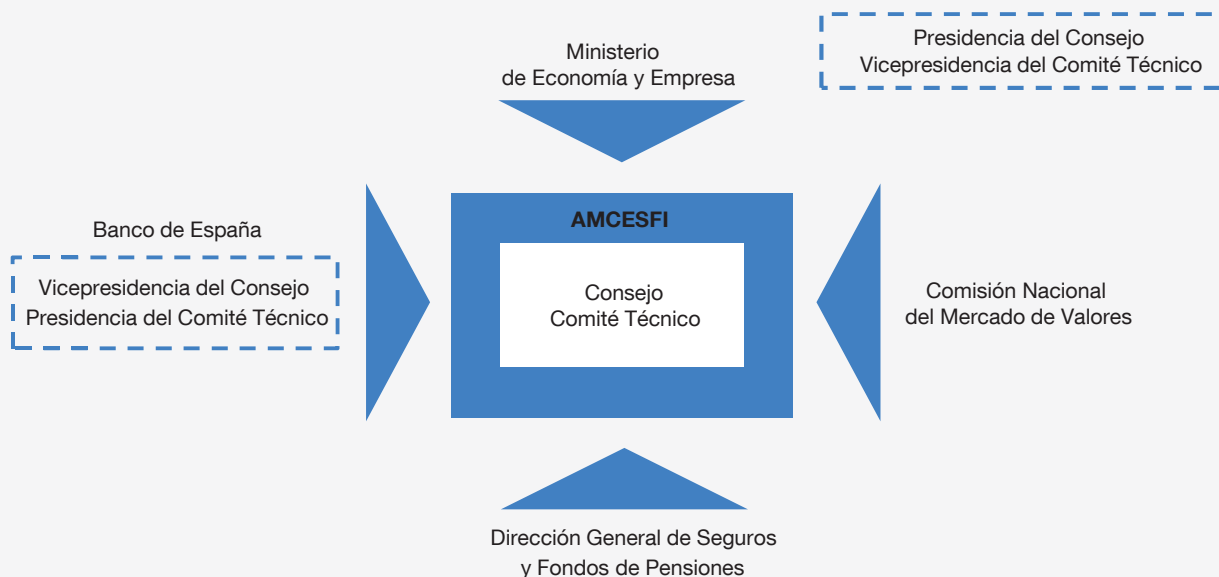 Ministerio
de Economía y Empresa
Presidencia del Consejo
Vicepresidencia del Comité Técnico
Banco de España
Vicepresidencia del Consejo
Presidencia del Comité Técnico
AMCESFI
Consejo
Comité Técnico
Comisión Nacional
del Mercado de Valores
Dirección General de Seguros
y Fondos de Pensiones